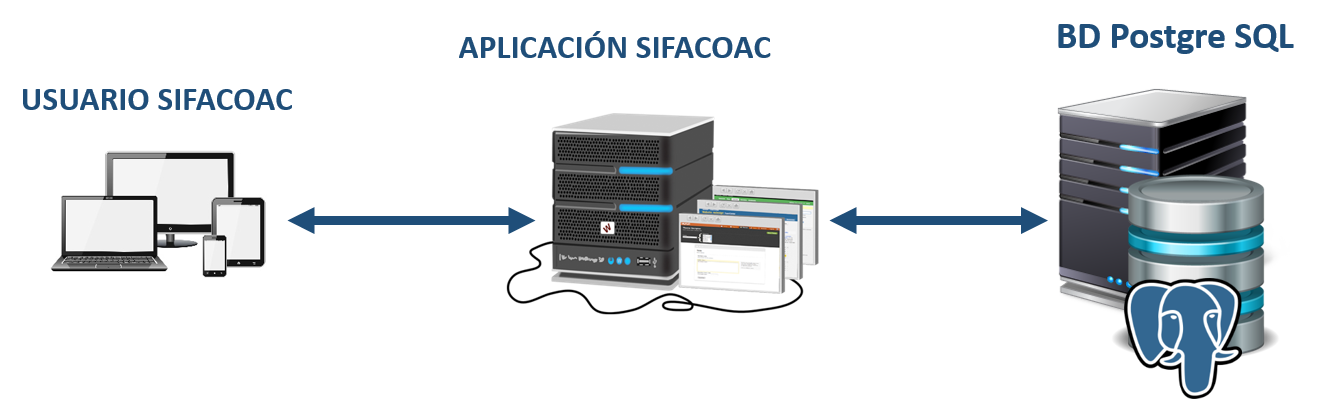 USUARIO SIFACOAC
APLICACIÓN SIFACOAC
BD Postgre SQL